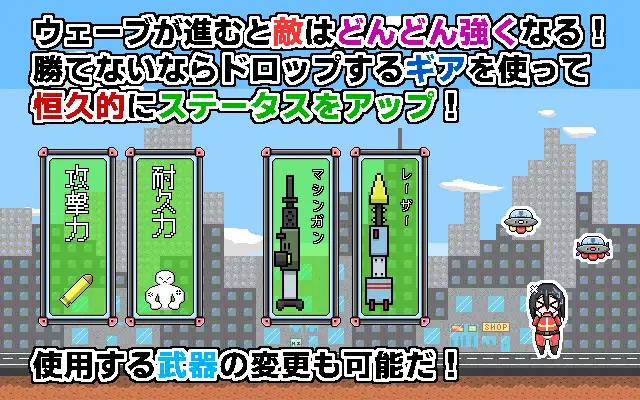 ウェーブが進むと敵はどんどん強くなる！
勝てないならドロップするギアを使って
恒久的にステータスをアップ！
攻撃力
耐久力
マシンガン
レーザー
SHOP
使用する武器の変更も可能だ！